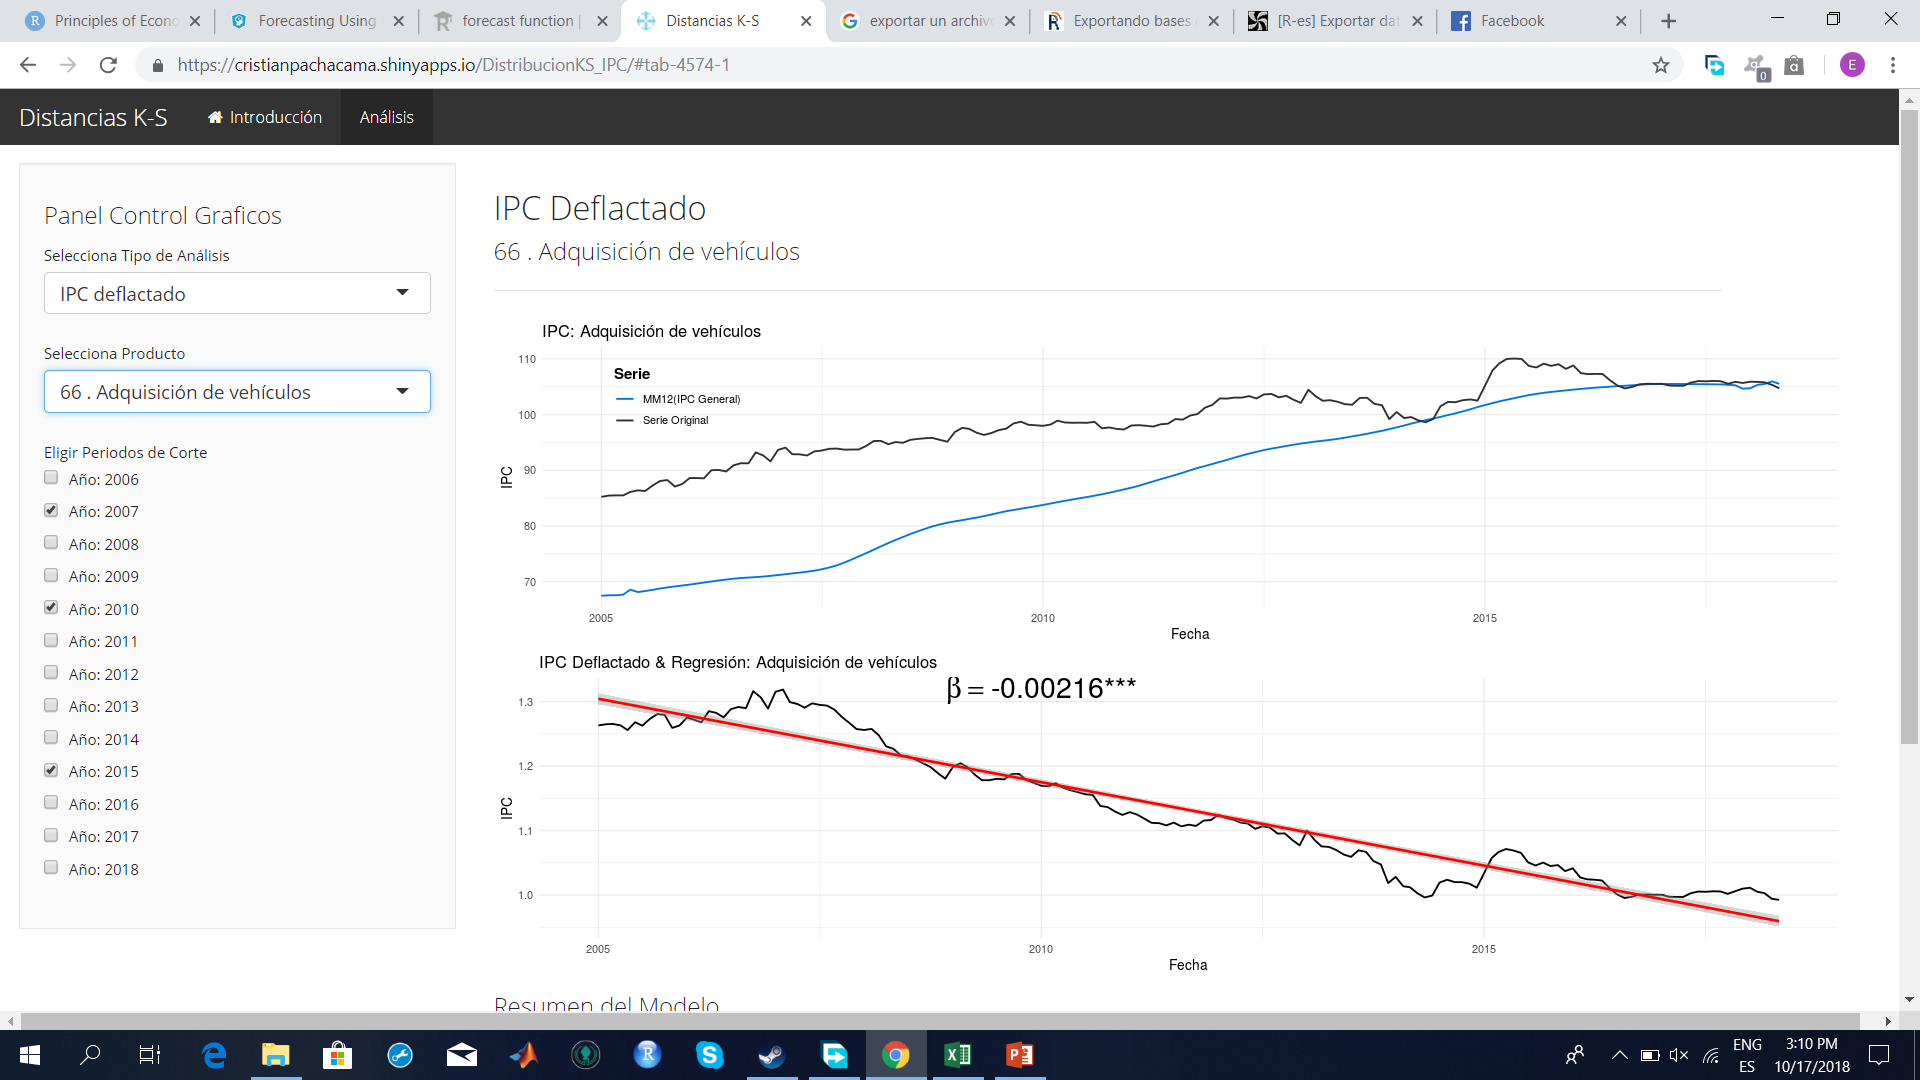 Principles of Econo
Forecasting Using
forecast function |
Distancias K-S
exportar un archivo
Exportando bases
[R-es] Exportar dat
Facebook
https://cristianpachacama.shinyapps.io/DistribucionKS_IPC/#tab-4574-1
0
E
Distancias K-S
Introducción
Análisis
Panel Control Graficos
Selecciona Tipo de Análisis
IPC deflactado
Selecciona Producto
66 . Adquisición de vehículos
Eligir Periodos de Corte
Año: 2006
Año: 2007
Año: 2008
Año: 2009
Año: 2010
Año: 2011
Año: 2012
Año: 2013
Año: 2014
Año: 2015
Año: 2016
Año: 2017
Año: 2018
IPC Deflactado
66 . Adquisición de vehículos
IPC: Adquisición de vehículos
Serie
MM12(IPC General)
Serie Original
110
100
90
80
70
IPC
2005
2010
2015
Fecha
IPC Deflactado & Regresión: Adquisición de vehículos
β = -0.00216***
1.3
1.2
1.1
1.0
IPC
2005
2010
2015
Fecha
Resumen del Modelo
ENG
ES
3:10 PM
10/17/2018